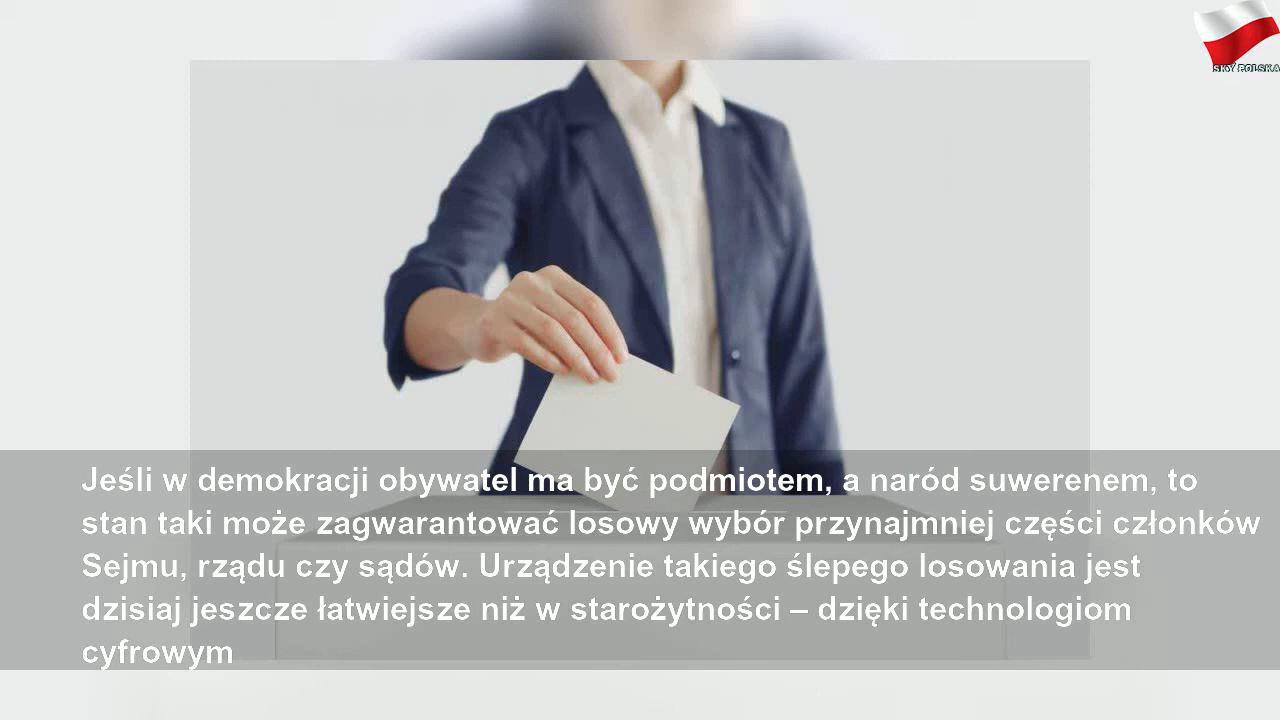 SKY POLSKA
Jeśli w demokracji obywatel ma być podmiotem, a naród suwerenem, to
stan taki może zagwarantować losowy wybór przynajmniej części członków
Sejmu, rządu czy sądów. Urządzenie takiego ślepego losowania jest
dzisiaj jeszcze łatwiejsze niż w starożytności – dzięki technologiom
cyfrowym